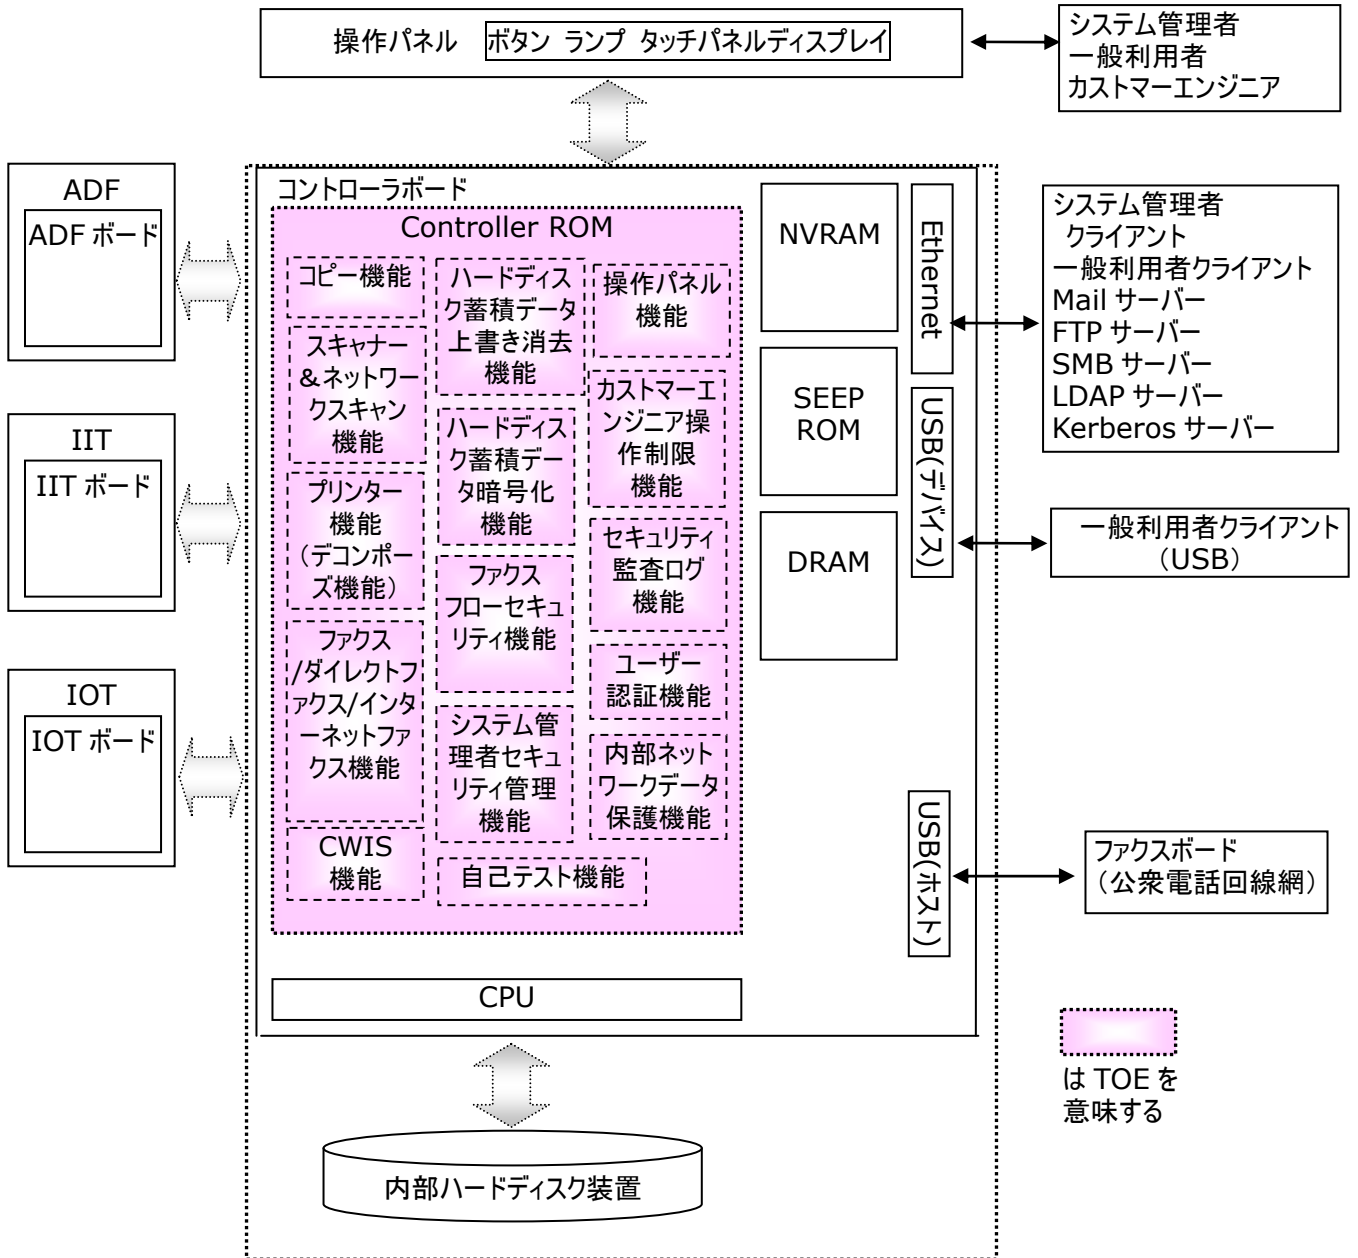 操作パネル ボタン ランプ タッチパネルディスプレイ
システム管理者
一般利用者
カストマーエンジニア
ADF
ADF ボード
IIT
IIT ボード
IOT
IOT ボード
コントローラボード
Controller ROM
コピー機能
スキャナー
&ネットワー
クスキャン
機能
プリンター
機能
(デコンポー
ズ機能)
ファクス
/ダイレクトフ
ァクス/インタ
ーネットファ
クス機能
CWIS
機能
ハードディス
ク蓄積データ
上書き消去
機能
ハードディス
ク蓄積デー
タ暗号化
機能
ファクス
フローセキュ
リティ機能
システム管
理者セキュ
リティ管理
機能
自己テスト機能
操作パネル
機能
カストマーエ
ンジニア操
作制限
機能
セキュリティ
監査ログ
機能
ユーザー
認証機能
内部ネット
ワークデータ
保護機能
NVRAM
SEEP
ROM
DRAM
CPU
Ethernet
USB(デバイス)
USB(ホスト)
システム管理者
クライアント
一般利用者クライアント
Mail サーバー
FTP サーバー
SMB サーバー
LDAP サーバー
Kerberos サーバー
一般利用者クライアント
(USB)
ファクスボード
(公衆電話回線網)
は TOE を
意味する
内部ハードディスク装置